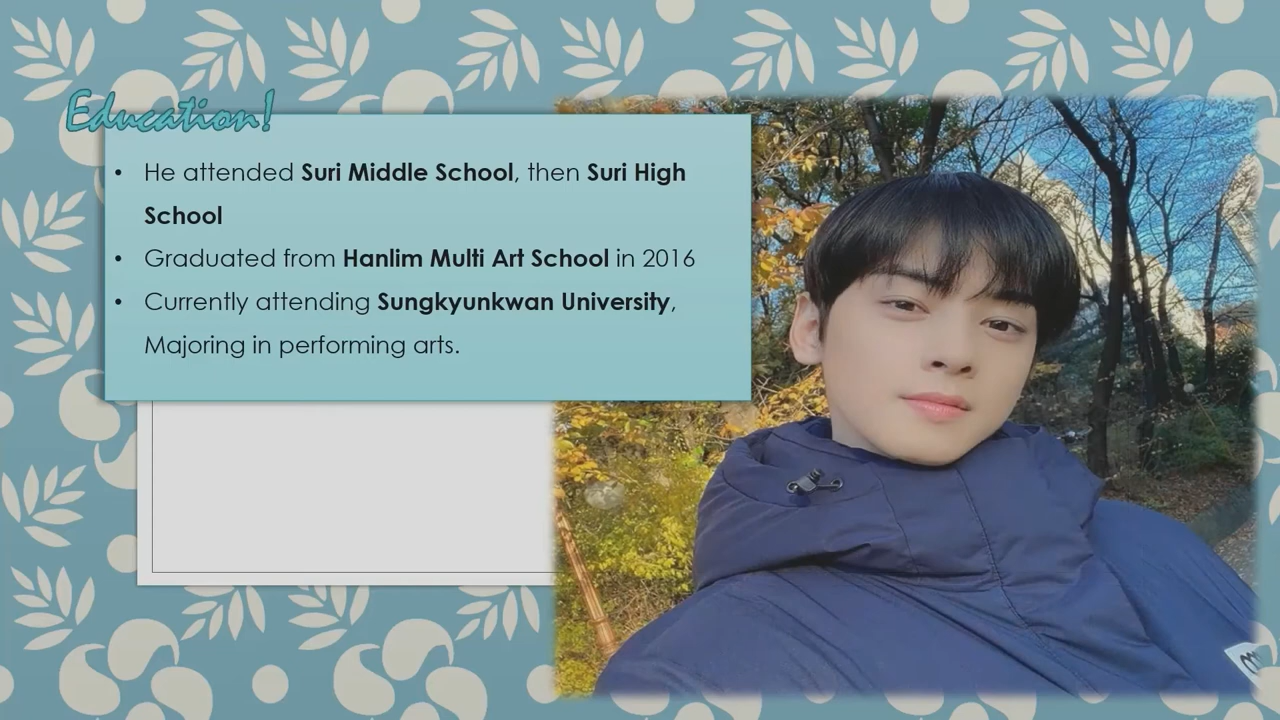 Education!
• He attended Suri Middle School, then Suri High
School
• Graduated from Hanlim Multi Art School in 2016
• Currently attending Sungkyunkwan University,
Majoring in performing arts.